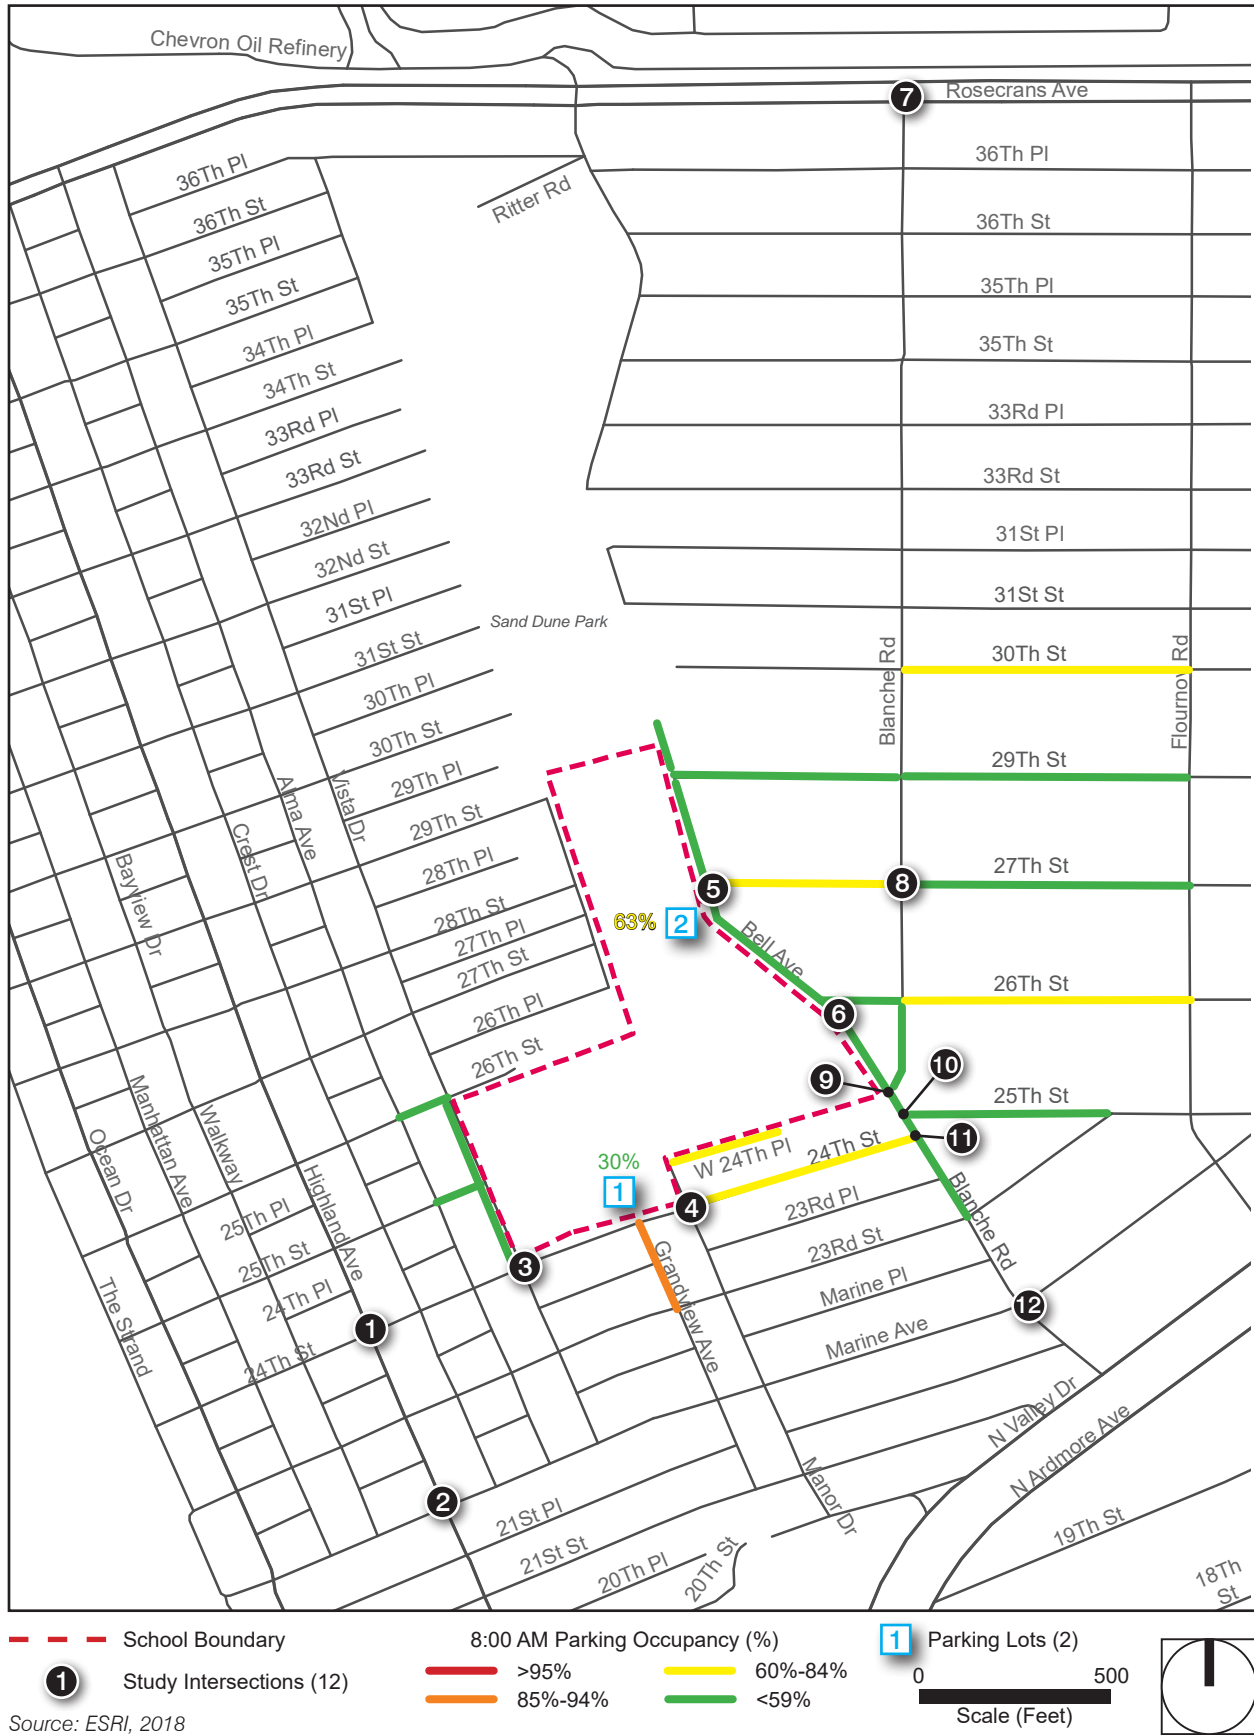 Chevron Oil Refinery
7
Rosecrans Ave
36Th Pl
36Th Pl
Ritter Rd
36Th St
36Th St
35Th Pl
35Th Pl
35Th St
34Th Pl
35Th St
34Th St
33Rd Pl
33Rd Pl
33Rd St
33Rd St
32Nd Pl
31St Pl
32Nd St
31St Pl
31St St
Sand Dune Park
31St St
30Th St
Blanche Rd
Flournoy Rd
30Th Pl
30Th St
29Th Pl
29Th St
Vista Dr
Alma Ave
29Th St
Crest Dr
28Th Pl
27Th St
Bayview Dr
5
8
28Th St
63%
2
27Th Pl
Bell Ave
27Th St
26Th St
26Th Pl
6
26Th St
9
10
25Th St
Manhattan Ave
Walkway
Ocean Dr
11
24Th St
W 24Th Pl
30%
1
Highland Ave
25Th Pl
4
23Rd Pl
Blanche Rd
25Th St
23Rd St
3
Grandview Ave
24Th Pl
Marine Pl
The Strand
12
1
Marine Ave
24Th St
N Valley Dr
N Ardmore Ave
2
Manor Dr
21St Pl
19Th St
21St St
20Th Pl
20Th St
18Th
St
School Boundary
8:00 AM Parking Occupancy (%)
1
Parking Lots (2)
1
Study Intersections (12)
>95%
60%-84%
0
500
85%-94%
<59%
Scale (Feet)
Source: ESRI, 2018